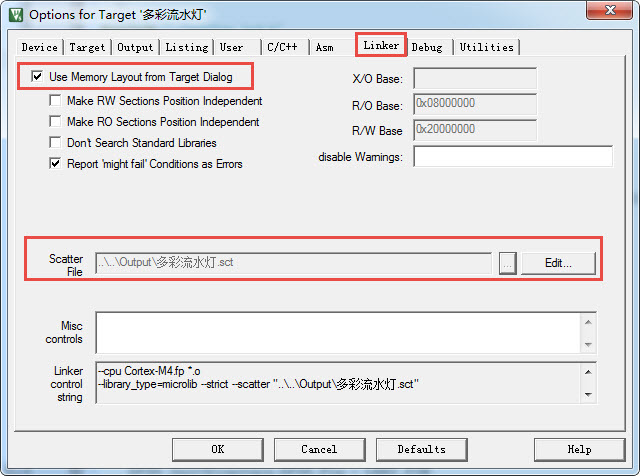 Options for Target '多彩流水灯'
Device Target Output Listing User C/C++ Asm Linker Debug Utilities
Use Memory Layout from Target Dialog
Make RW Sections Position Independent
Make RO Sections Position Independent
Don't Search Standard Libraries
Report 'might fail' Conditions as Errors
X/O Base:
R/O Base: 0x08000000
R/W Base 0x20000000
disable Warnings:
Scatter
File
..\..\Output\多彩流水灯.sct
... Edit...
Misc
controls
Linker
control
string
--cpu Cortex-M4.fp *.o
--library_type=microlib --strict --scatter "..\..\Output\多彩流水灯.sct"
OK Cancel Defaults Help